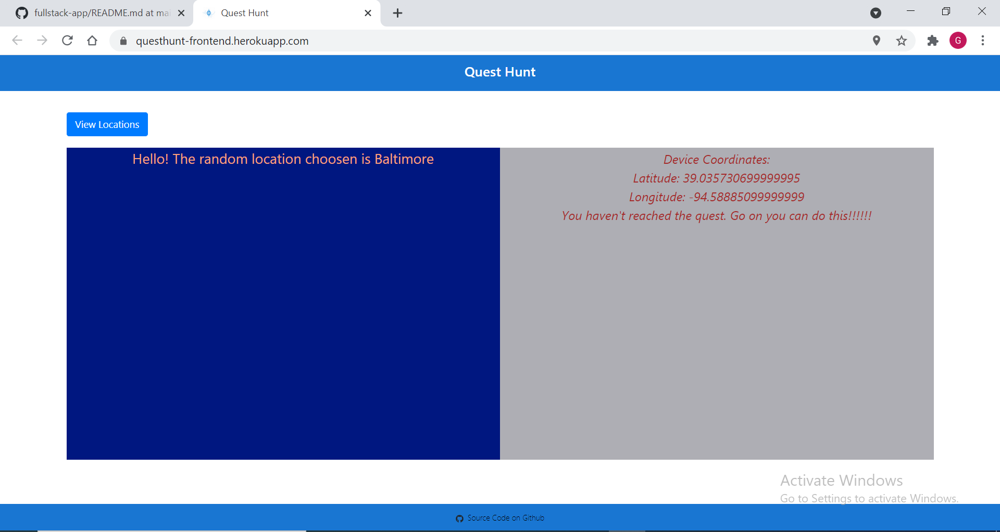 fullstack-app/README.md at mai
Quest Hunt
questhunt-frontend.herokuapp.com
G
Quest Hunt
View Locations
Hello! The random location choosen is Baltimore
Device Coordinates:
Latitude: 39.035730699999995
Longitude: -94.58885099999999
You haven't reached the quest. Go on you can do this!!!!!!
Activate Windows
Go to Settings to activate Windows.
Source Code on Github